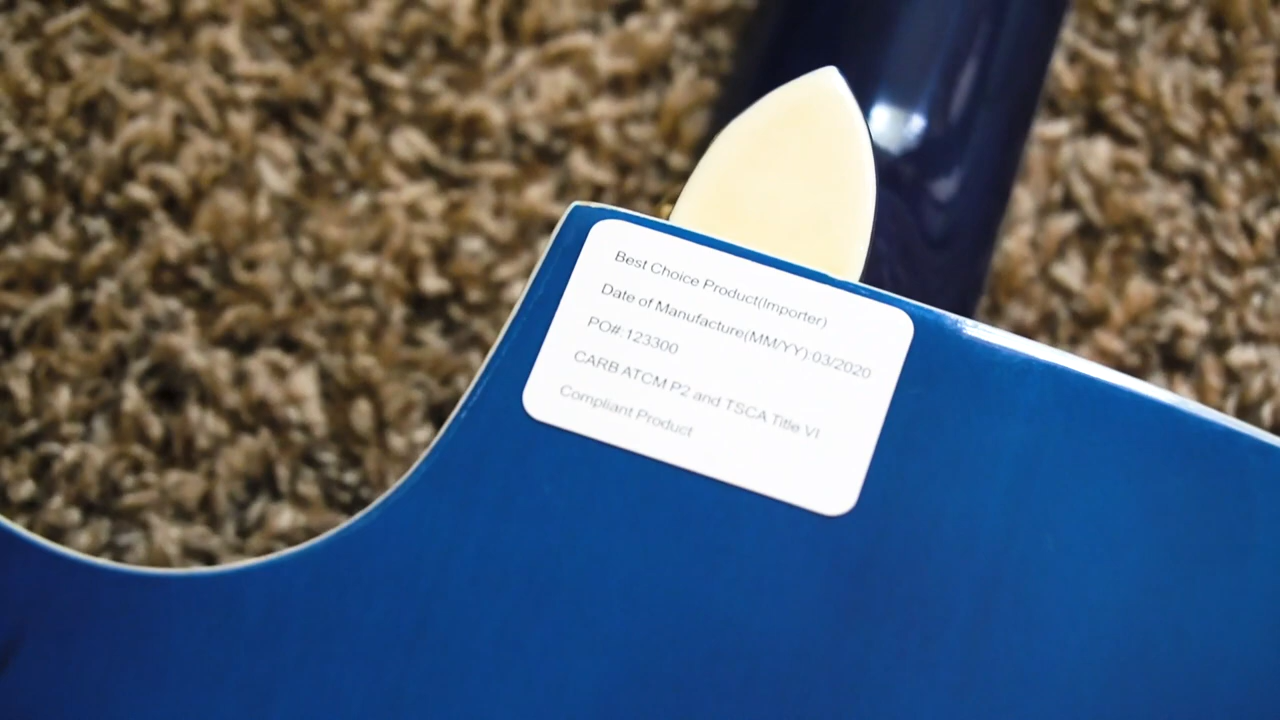 Best Choice Product(Importer)
Date of Manufacture(MM/YY):03/2020
PO#:123300
CARB ATCM P2 and TSCA Title VI
Compliant Product